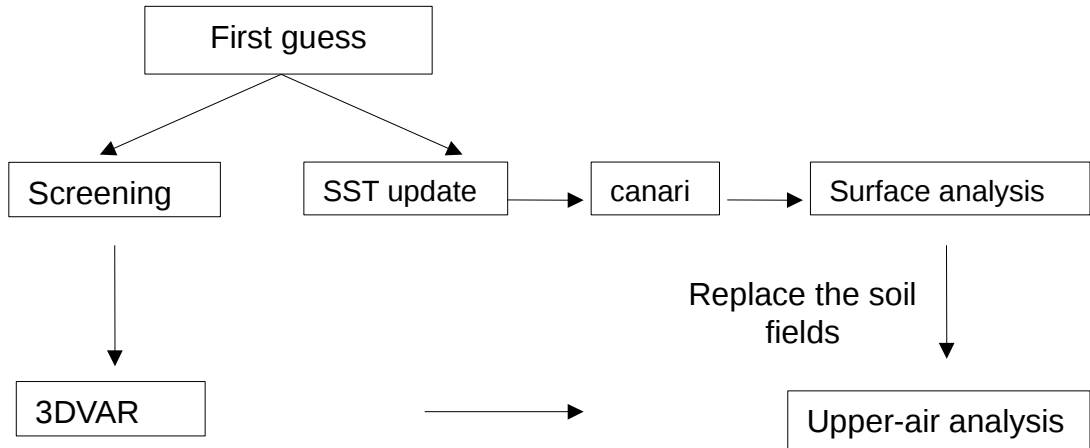 First guess
Screening
SST update
canari
Surface analysis
Replace the soil
fields
3DVAR
Upper-air analysis